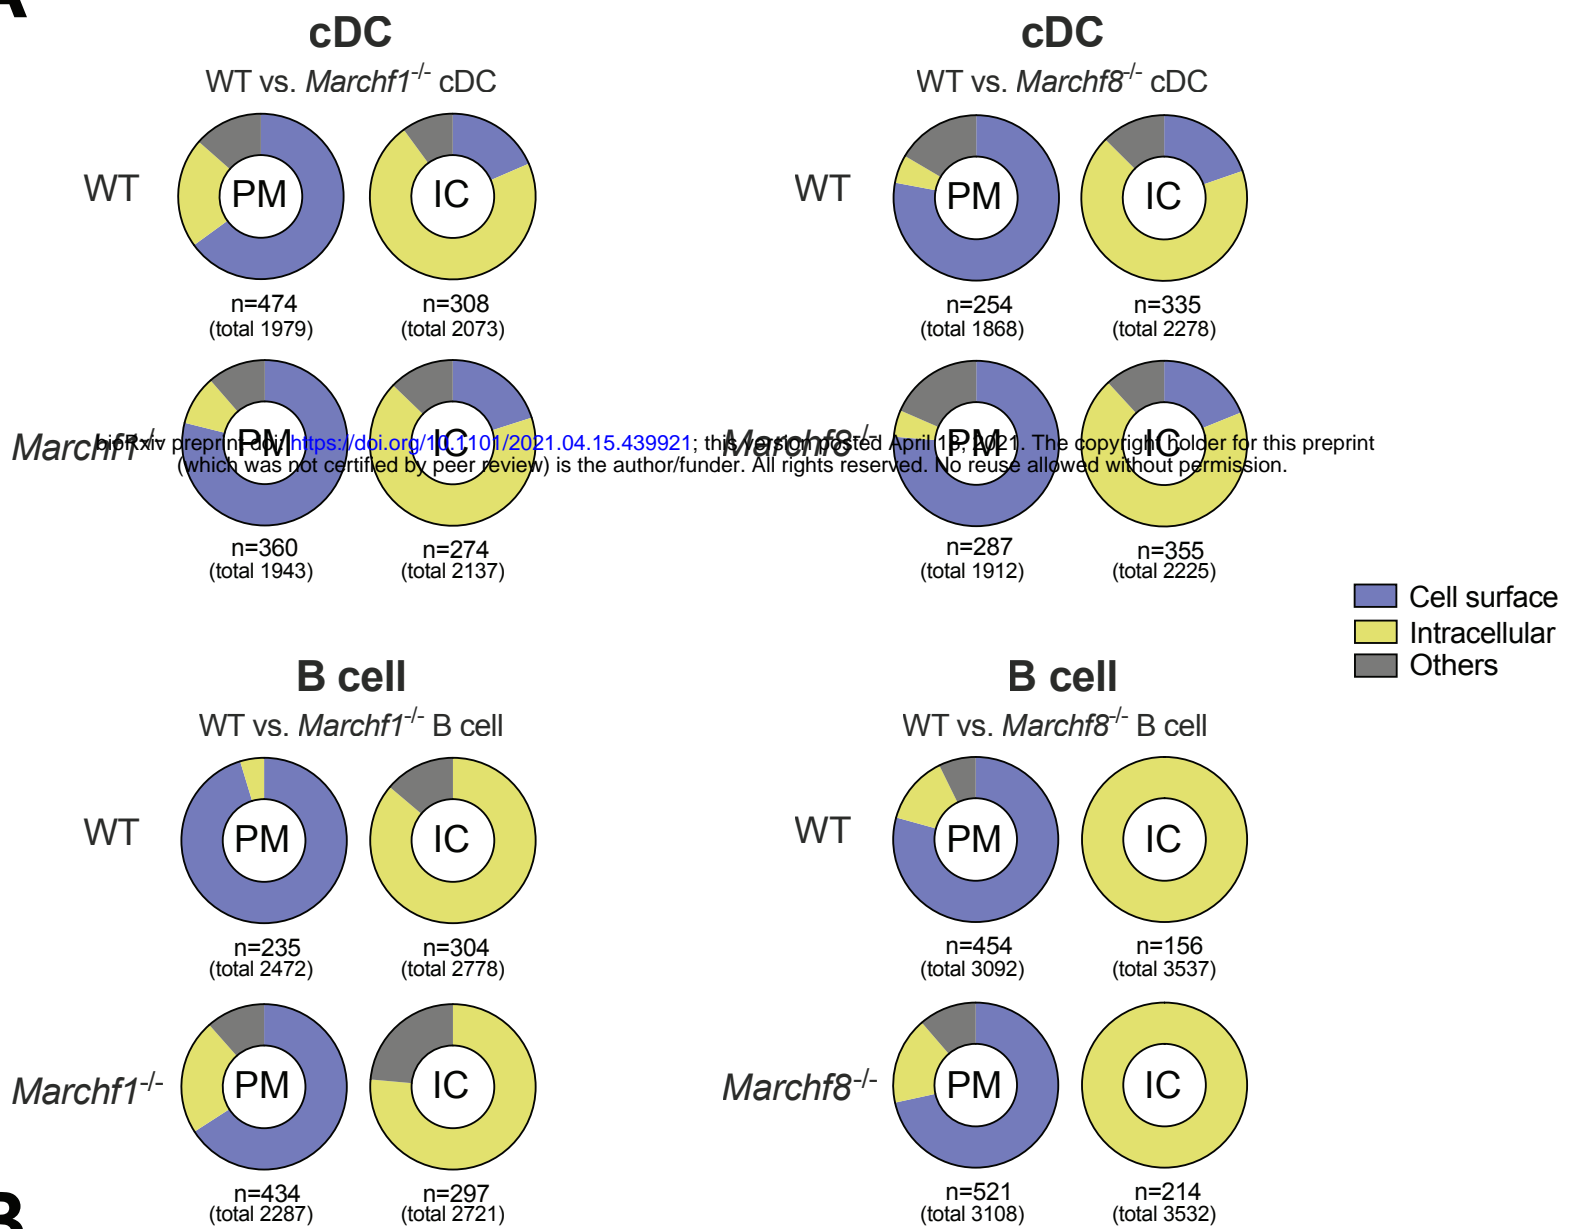 cDC
WT vs. Marchf1-/- cDC
WT
PM
IC
n=474
(total 1979)
n=308
(total 2073)
Marchf1-/-
PM
IC
n=360
(total 1943)
n=274
(total 2137)
cDC
WT vs. Marchf8-/- cDC
WT
PM
IC
n=254
(total 1868)
n=335
(total 2278)
Marchf8-/-
PM
IC
n=287
(total 1912)
n=355
(total 2225)
bioRxiv preprint doi: https://doi.org/10.1101/2021.04.15.439921; this version posted April 18, 2021. The copyright holder for this preprint
(which was not certified by peer review) is the author/funder. All rights reserved. No reuse allowed without permission.
Cell surface
Intracellular
Others
B cell
WT vs. Marchf1-/- B cell
WT
PM
IC
n=235
(total 2472)
n=304
(total 2778)
Marchf1-/-
PM
IC
n=434
(total 2287)
n=297
(total 2721)
B cell
WT vs. Marchf8-/- B cell
WT
PM
IC
n=454
(total 3092)
n=156
(total 3537)
Marchf8-/-
PM
IC
n=521
(total 3108)
n=214
(total 3532)